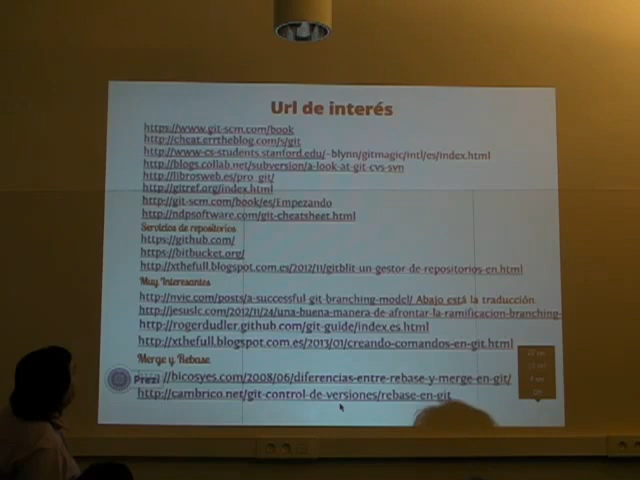 Url de interés
https://www.git-scm.com/book
http://cheat.errtheblog.com/s/git
http://www-cs-students.stanford.edu/~blynn/gitmagic/intl/es/index.html
http://blogs.collab.net/subversion/a-look-at-git-cvs-svn
http://librosweb.es/pro_git/
http://gitref.org/index.html
http://git-scm.com/book/es/Empezando
http://ndpsoftware.com/git-cheatsheet.html
Servicios de repositorios
https://github.com/
https://bitbucket.org/
http://xthefull.blogspot.com.es/2012/11/gitblit-un-gestor-de-repositorios-en.html
Muy Interesantes
http://nvie.com/posts/a-successful-git-branching-model/ Abajo está la traducción
http://jesuslc.com/2012/11/24/una-buena-manera-de-afrontar-la-ramificacion-branching-
http://rogerdudler.github.com/git-guide/index.es.html
http://xthefull.blogspot.com.es/2013/01/creando-comandos-en-git.html
Merge y Rebase
//bicosyes.com/2008/06/diferencias-entre-rebase-y-merge-en-git/
Prezi
http://cambrico.net/git-control-de-versiones/rebase-en-git